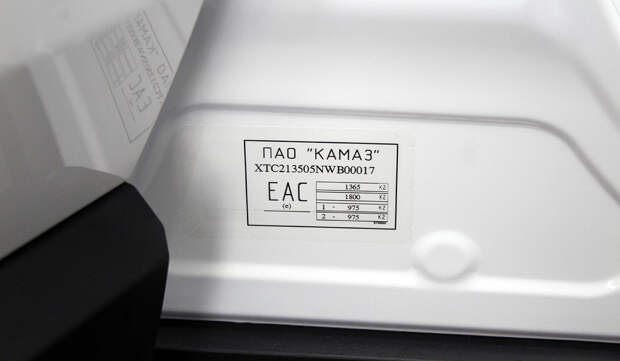 ПАО "КАМАЗ"
XTC213505NWB00017
EAC
(e)
1365 кг
1800 кг
1 - 975 кг
2 - 975 кг